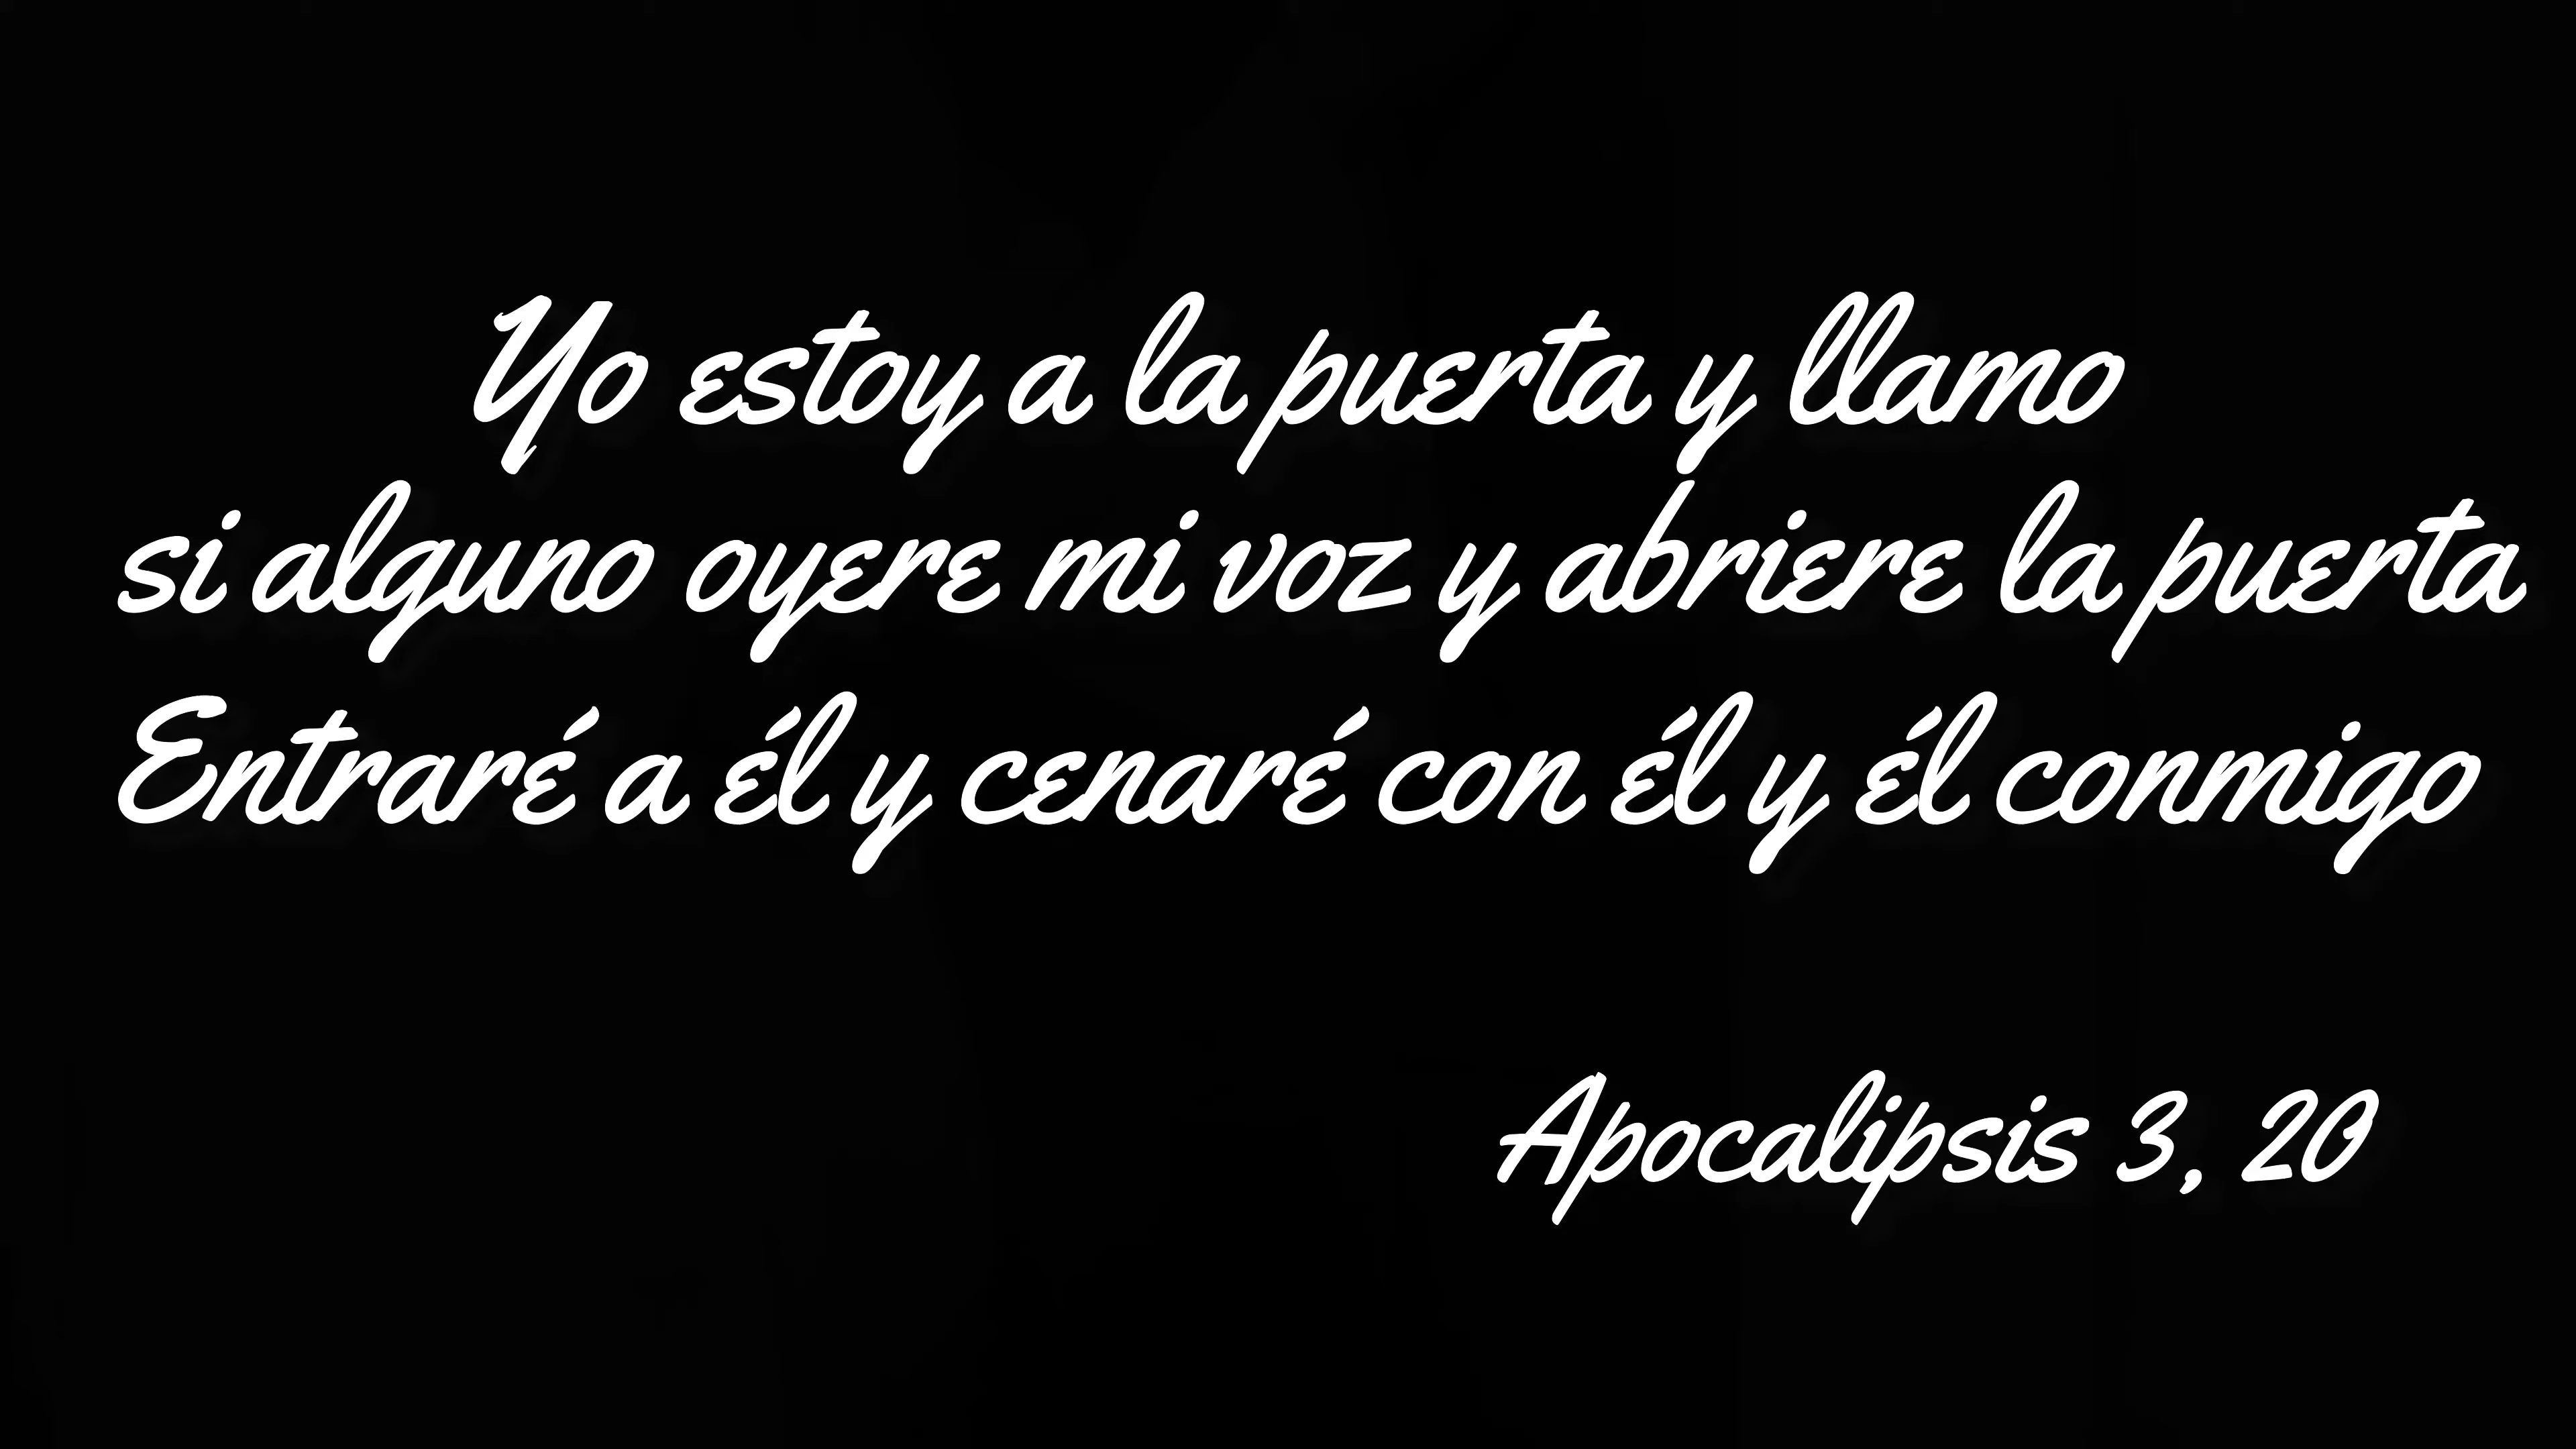 Yo estoy a la puerta y llamo
si alguno oyere mi voz y abriere la puerta
Entraré a él y cenaré con él y él conmigo
Apocalipsis 3, 20